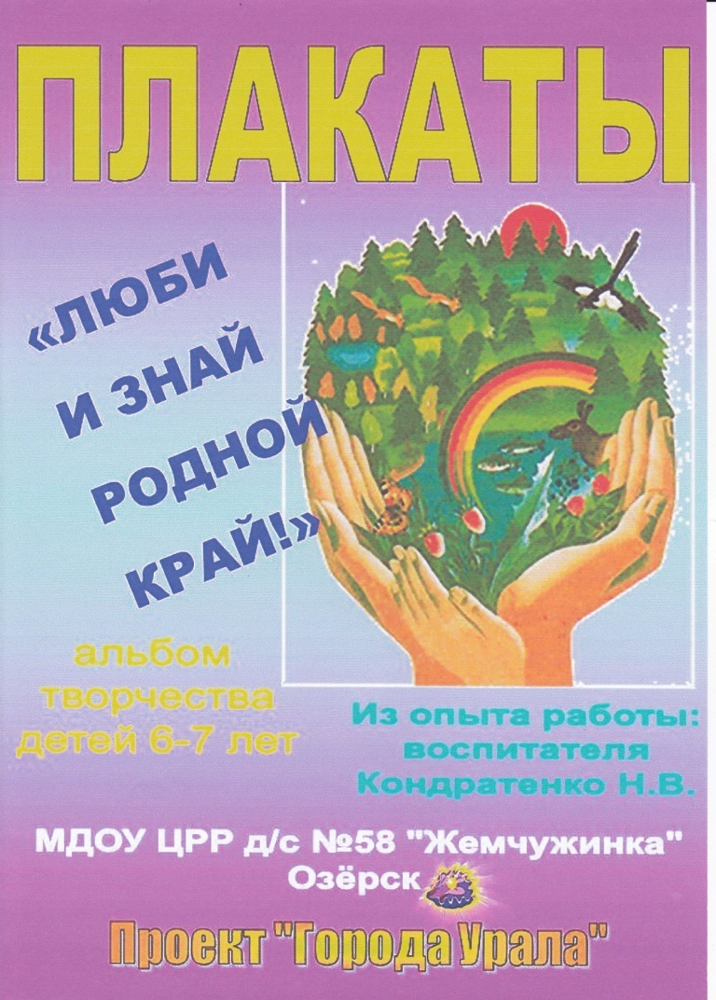 ПЛАКАТЫ
«ЛЮБИ
И ЗНАЙ
РОДНОЙ
КРАЙ!»
альбом
творчества
детей 6-7 лет
Из опыта работы:
воспитателя
Кондратенко Н.В.
МДОУ ЦРР д/с №58 "Жемчужинка"
Озёрск
Проект "Города Урала"